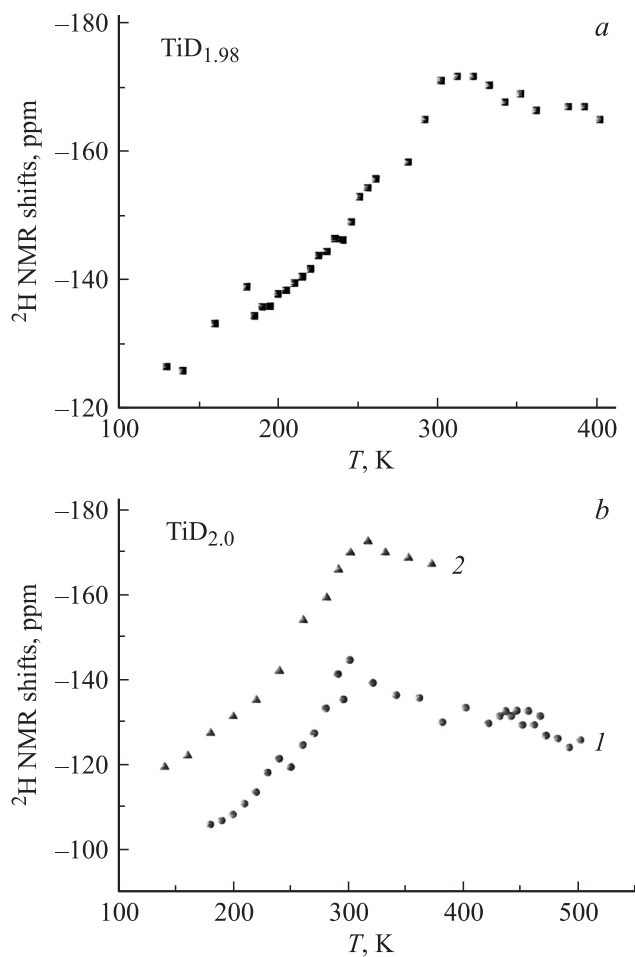 –180
a
TiD1.98
–160
–140
–120
²H NMR shifts, ppm
100 200 300 400
T, K
–180
b
TiD2.0
2
–160
–140
1
–120
–100
²H NMR shifts, ppm
100 200 300 400 500
T, K